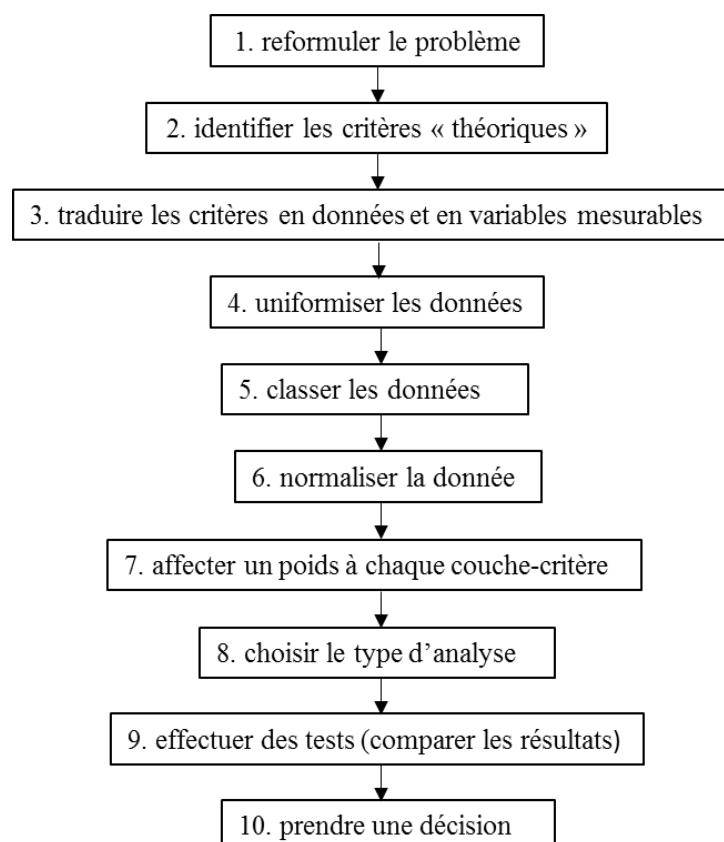 1. reformuler le problème
2. identifier les critères « théoriques »
3. traduire les critères en données et en variables mesurables
4. uniformiser les données
5. classer les données
6. normaliser la donnée
7. affecter un poids à chaque couche-critère
8. choisir le type d’analyse
9. effectuer des tests (comparer les résultats)
10. prendre une décision